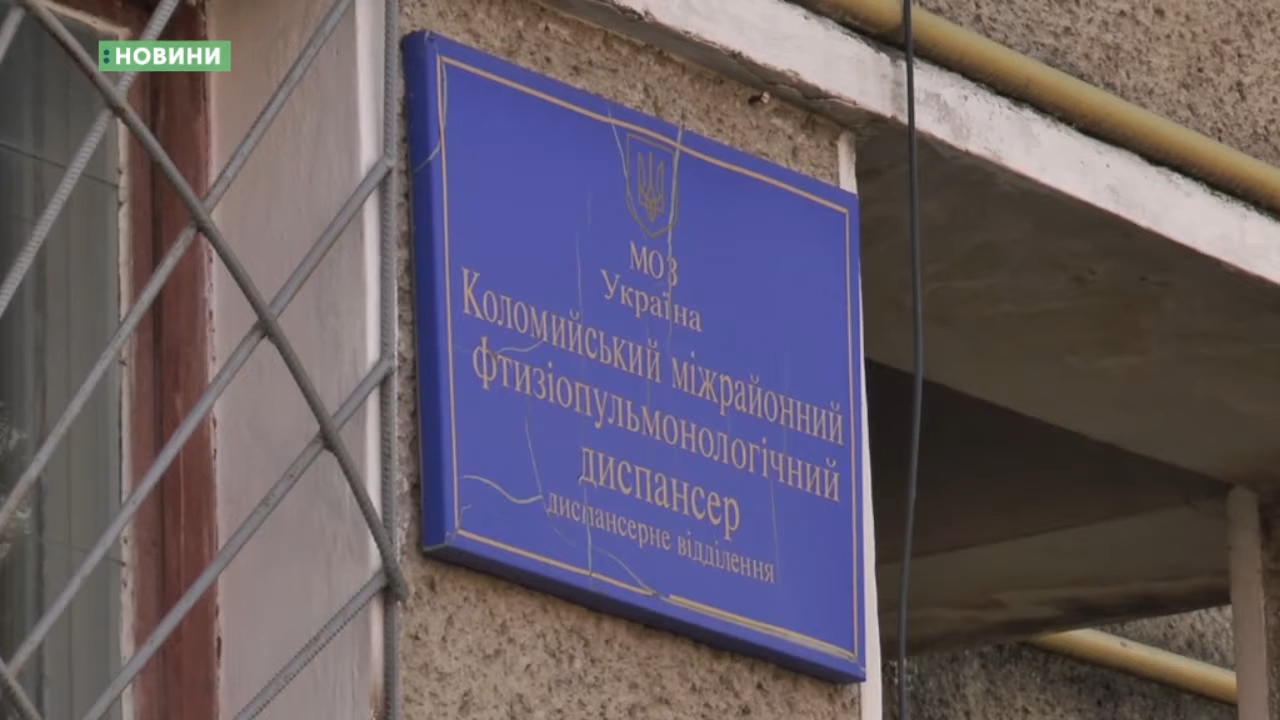 :НОВИНИ
МОЗ
Україна
Коломийський міжрайонний
фтизіопульмонологічний
диспансер
диспансерне відділення